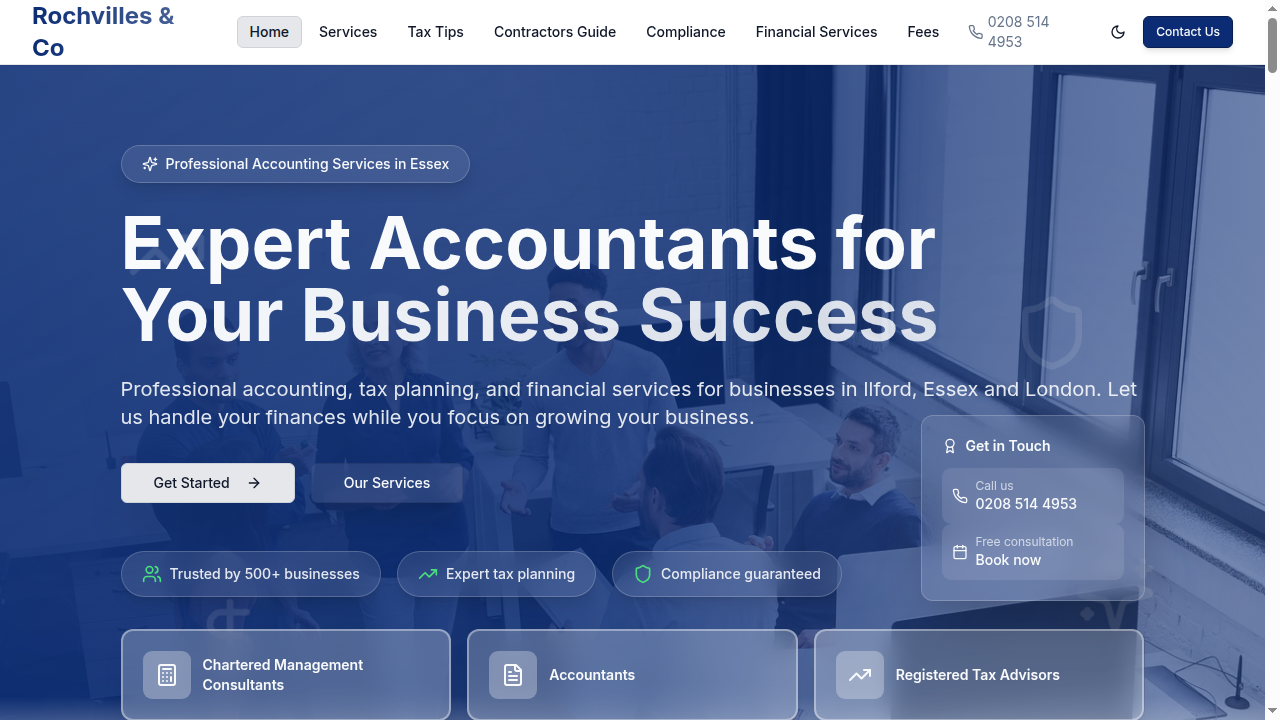 Rochvilles &
Co
Home
Services
Tax Tips
Contractors Guide
Compliance
Financial Services
Fees
0208 514
4953
Contact Us
Professional Accounting Services in Essex
Expert Accountants for
Your Business Success
Professional accounting, tax planning, and financial services for businesses in Ilford, Essex and London. Let
us handle your finances while you focus on growing your business.
Get Started
Our Services
Get in Touch
Call us
0208 514 4953
Free consultation
Book now
Trusted by 500+ businesses
Expert tax planning
Compliance guaranteed
Chartered Management
Consultants
Accountants
Registered Tax Advisors